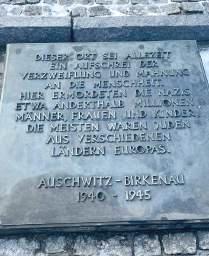 DIESER ORT SEI ALLEZEIT
EIN AUFSCHREI DER
VERZWEIFLUNG UND MAHNUNG
AN DIE MENSCHHEIT.
HIER ERMORDETEN DIE NAZIS
ETWA ANDERTHALB MILLIONEN
MÄNNER, FRAUEN UND KINDER.
DIE MEISTEN WAREN JUDEN
AUS VERSCHIEDENEN
LÄNDERN EUROPAS.
AUSCHWITZ-BIRKENAU
1940-1945